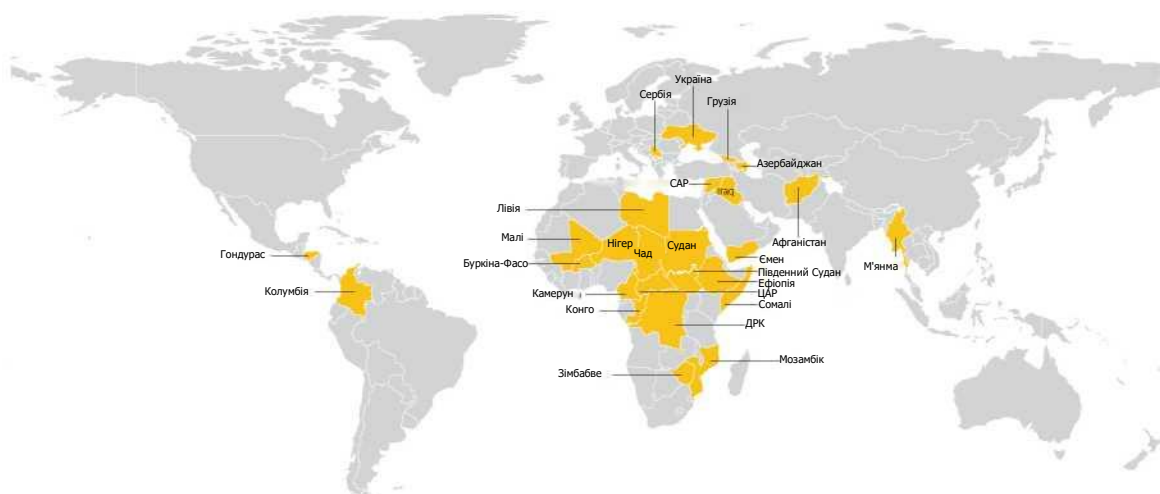 Україна
Сербія
Грузія
Азербайджан
САР
Iraq
Лівія
Малі
Нігер
Чад
Судан
Афганістан
Гондурас
Буркіна-Фасо
Ємен
М'янма
Південний Судан
Ефіопія
Колумбія
Камерун
ЦАР
Сомалі
Конго
ДРК
Мозамбік
Зімбабве